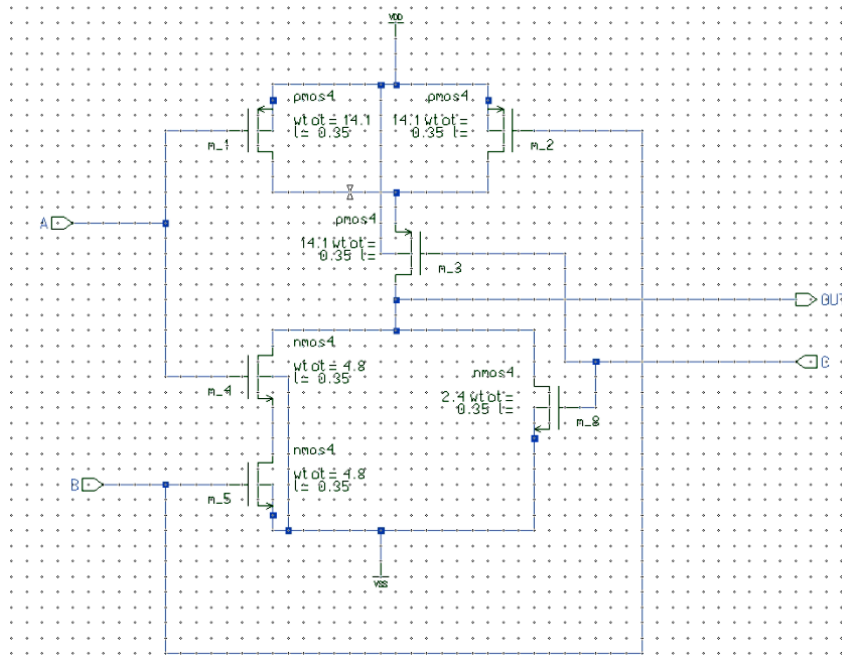 VDD
pmos4
wtot= 14.1
l= 0.35
m_1
pmos4
14.1 wtot=
0.35 l=
m_2
A
pmos4
14.1 wtot=
0.35 l=
m_3
OUT
nmos4
wtot= 4.8
l= 0.35
m_4
C
nmos4
2.4 wtot=
0.35 l=
m_8
nmos4
wtot= 4.8
l= 0.35
m_5
B
VSS